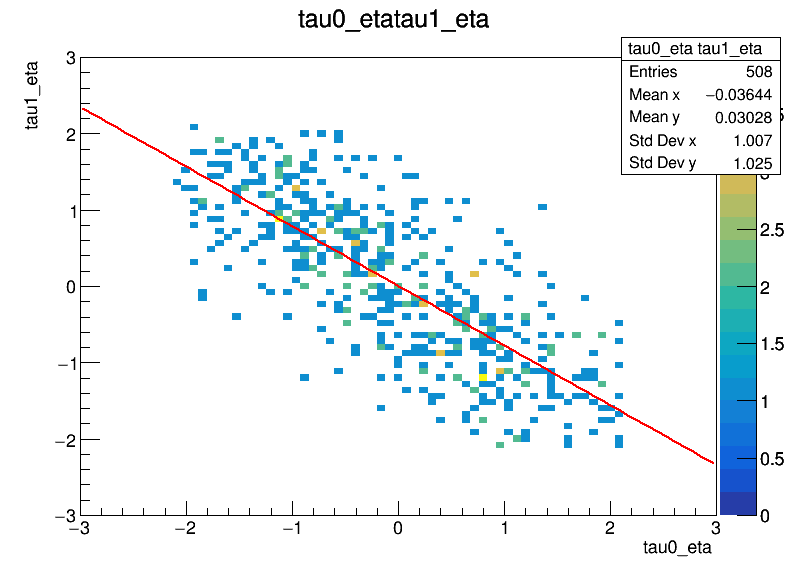 tau0_etatau1_eta
tau0_eta tau1_eta
Entries 508
Mean x −0.03644
Mean y 0.03028
Std Dev x 1.007
Std Dev y 1.025
tau1_eta
3
2
1
0
−1
−2
−3
−3 −2 −1 0 1 2 3
tau0_eta
2.5
2
1.5
1
0.5
0